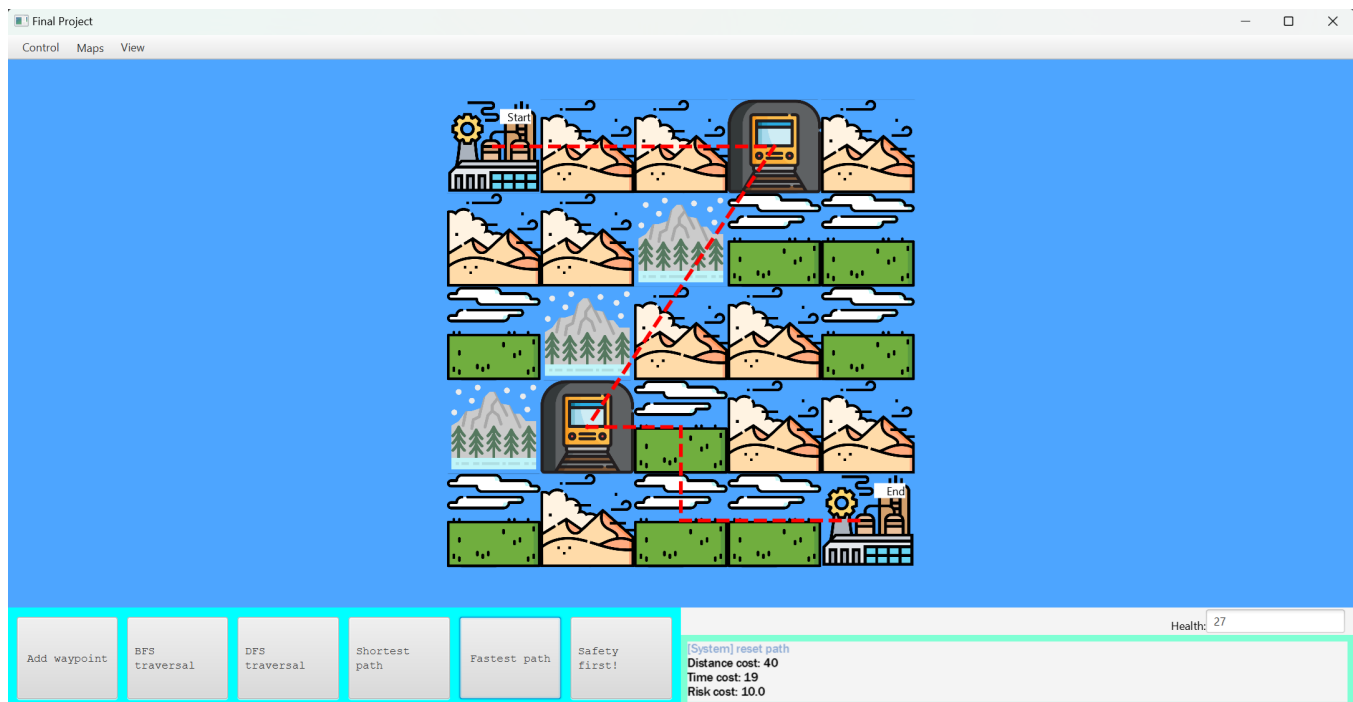 Final Project
Control Maps View
Start
End
Health: 27
Add waypoint
BFS
traversal
DFS
traversal
Shortest
path
Fastest path
Safety
first!
[System] reset path
Distance cost: 40
Time cost: 19
Risk cost: 10.0